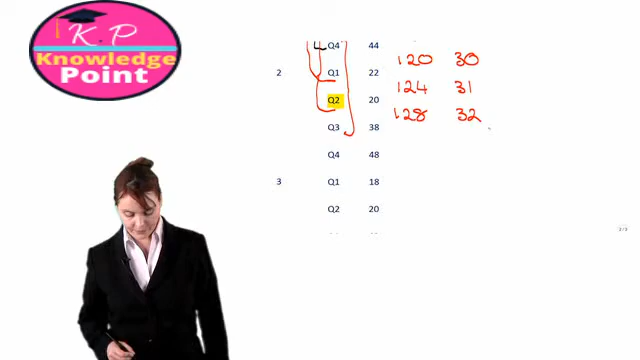 K.P
Knowledge
Point
Q4 44 120 30
2 Q1 22 124 31
Q2 20 128 32
Q3 38
Q4 48
3 Q1 18
Q2 20